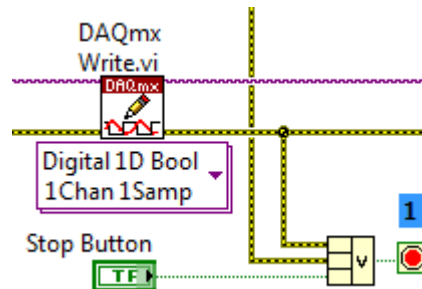 DAQmx
Write.vi
DAQmx
Digital 1D Bool
1Chan 1Samp
1
Stop Button
TF
v